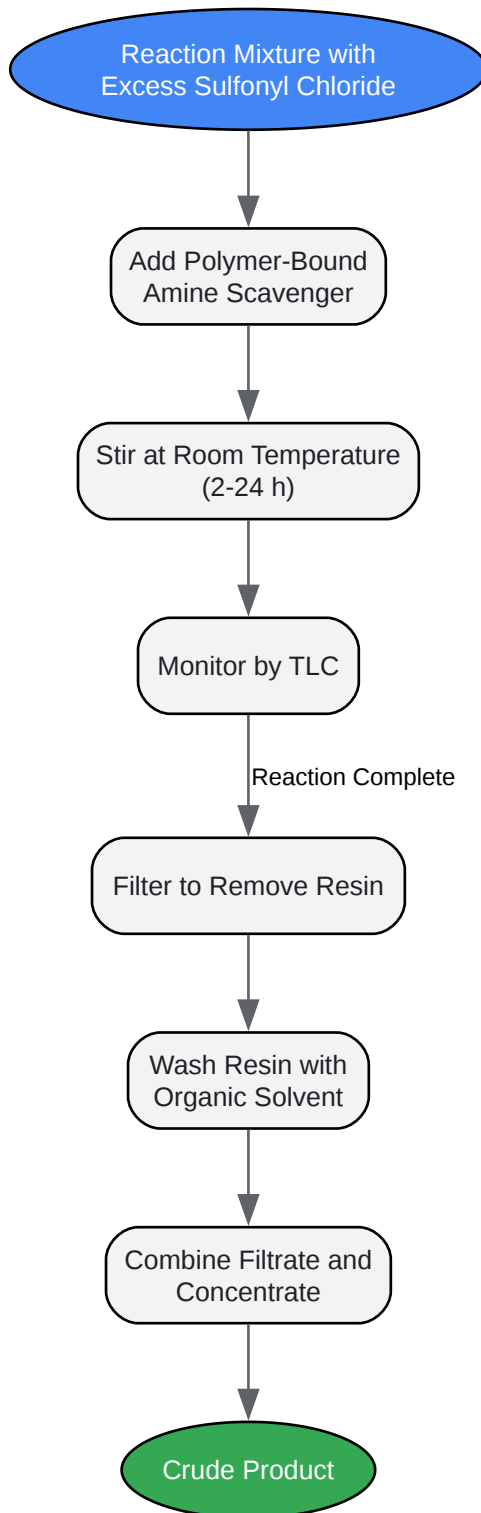 Reaction Mixture with
Excess Sulfonyl Chloride
Add Polymer-Bound
Amine Scavenger
Stir at Room Temperature
(2-24 h)
Monitor by TLC
Reaction Complete
Filter to Remove Resin
Wash Resin with
Organic Solvent
Combine Filtrate and
Concentrate
Crude Product